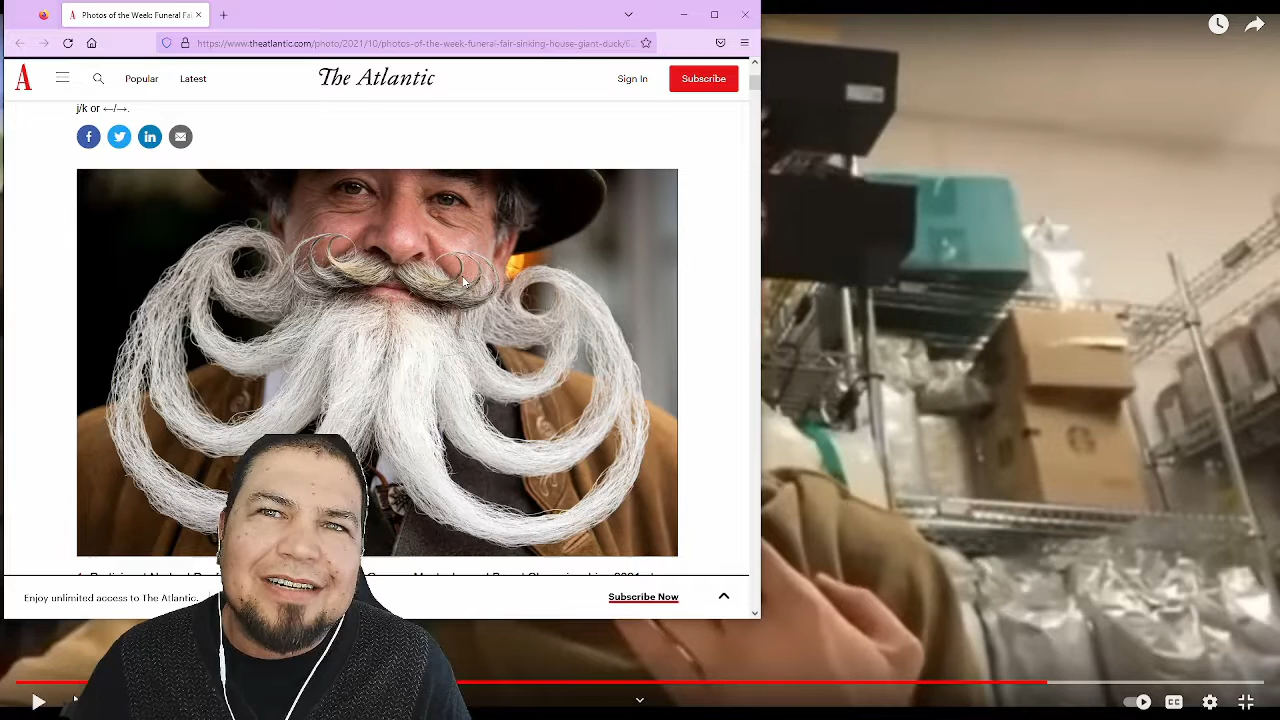 Photos of the Week: Funeral Fai
https://www.theatlantic.com/photo/2021/10/photos-of-the-week-funeral-fair-sinking-house-giant-duck/6
A
Popular
Latest
The Atlantic
Sign In
Subscribe
j/k or ←/→.
Enjoy unlimited access to The Atlantic.
Subscribe Now
CC